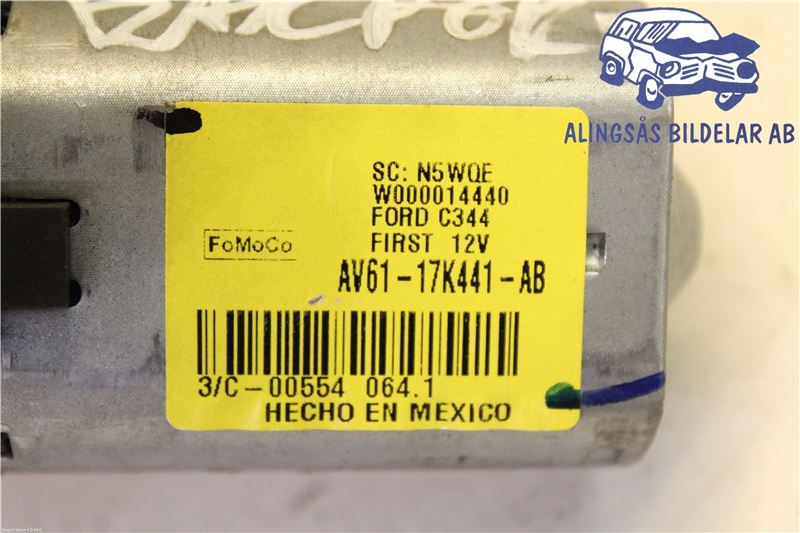 ALINGSÅS BILDELAR AB
SC: N5WQE
W000014440
FORD C344
FoMoCo
FIRST 12V
AV61-17K441-AB
3/C-00554 064.1
HECHO EN MEXICO